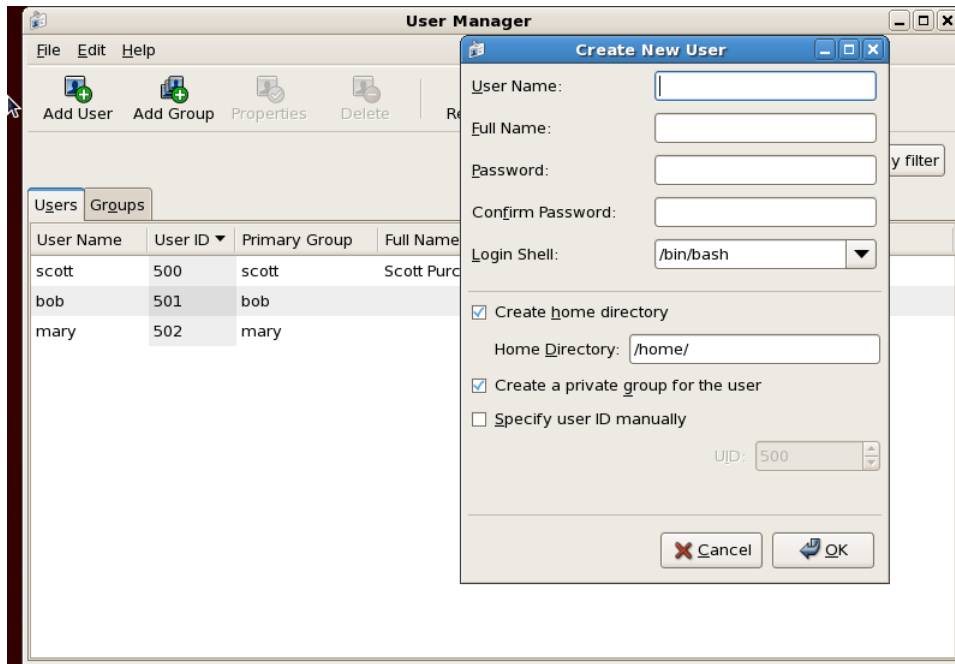 User Manager
File Edit Help
Add User Add Group Properties Delete
y filter
Users Groups
User Name User ID Primary Group Full Name
scott 500 scott Scott Purc
bob 501 bob
mary 502 mary
Create New User
User Name:
Full Name:
Password:
Confirm Password:
Login Shell: /bin/bash
Create home directory
Home Directory: /home/
Create a private group for the user
Specify user ID manually
UID: 500
Cancel OK